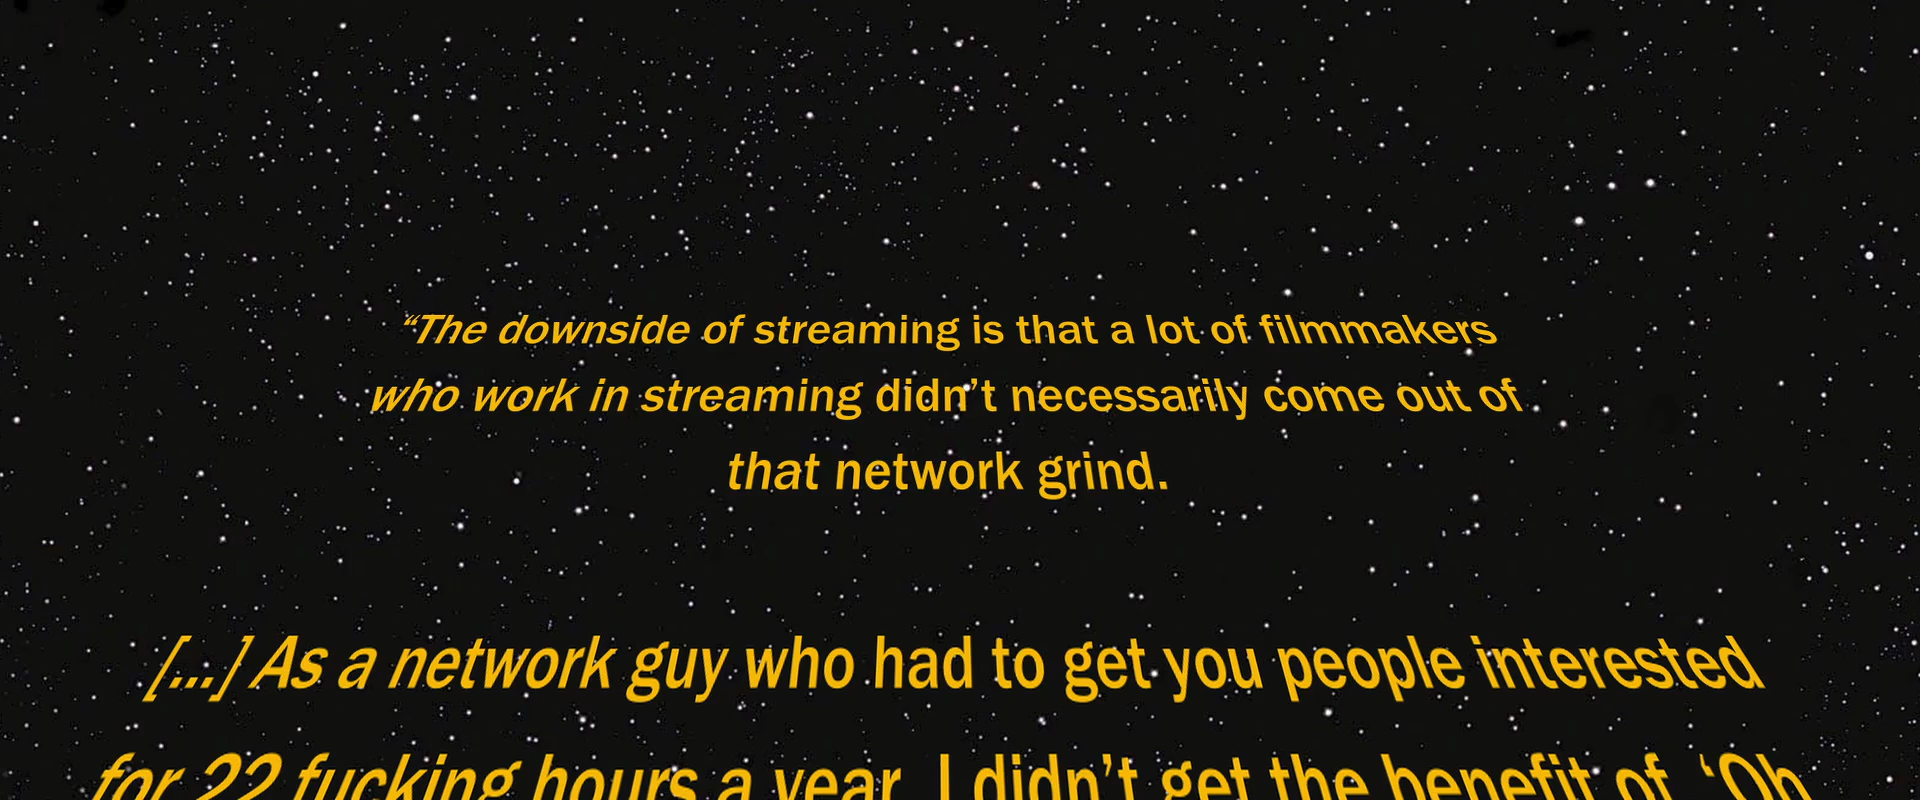 “The downside of streaming is that a lot of filmmakers
who work in streaming didn’t necessarily come out of
that network grind.
[...] As a network guy who had to get you people interested
for 22 fucking hours a year, I didn’t get the benefit of, ‘Oh